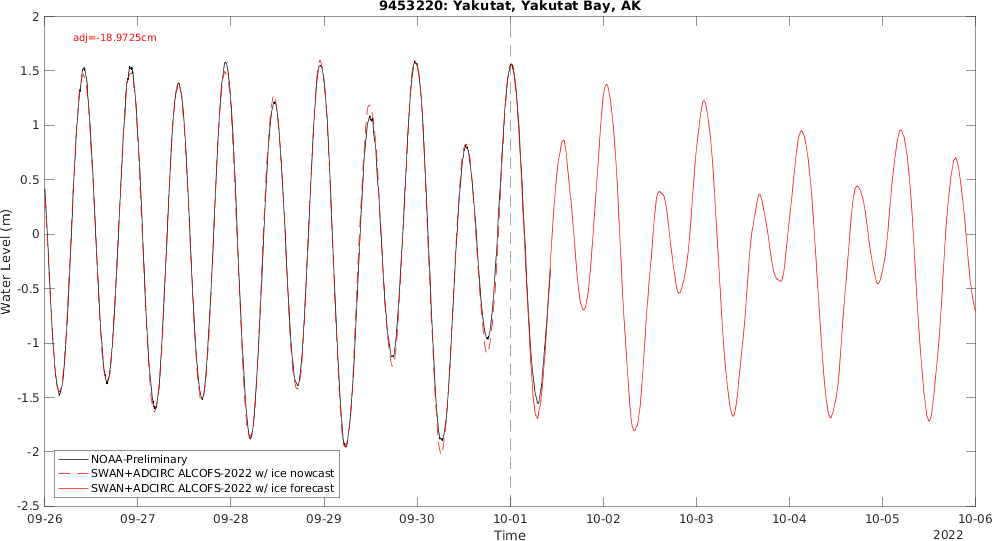 9453220: Yakutat, Yakutat Bay, AK
adj=-18.9725cm
2
1.5
1
0.5
0
-0.5
-1
-1.5
-2
-2.5
Water Level (m)
NOAA-Preliminary
SWAN+ADCIRC ALCOFS-2022 w/ ice nowcast
SWAN+ADCIRC ALCOFS-2022 w/ ice forecast
09-26 09-27 09-28 09-29 09-30 10-01 10-02 10-03 10-04 10-05 10-06
Time
2022